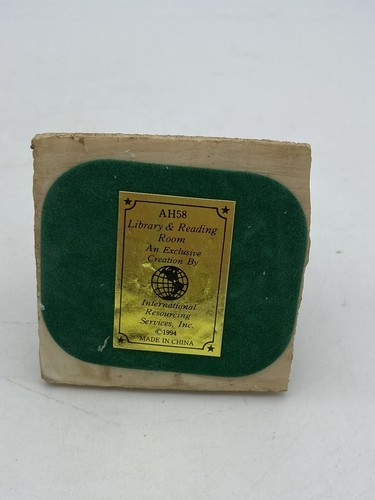 AH58
Library & Reading
Room
An Exclusive
Creation By
International
Resourcing
Services, Inc.
©1994
MADE IN CHINA